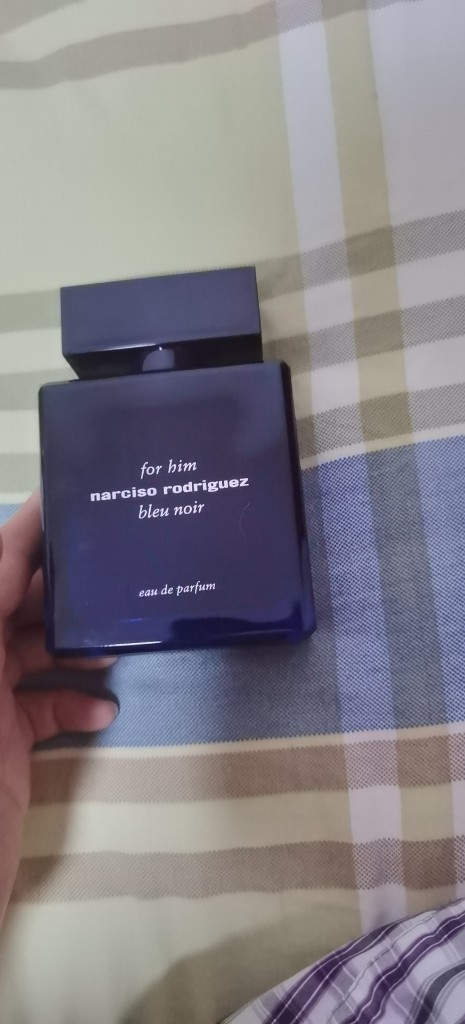 for him
narciso rodriguez
bleu noir
eau de parfum